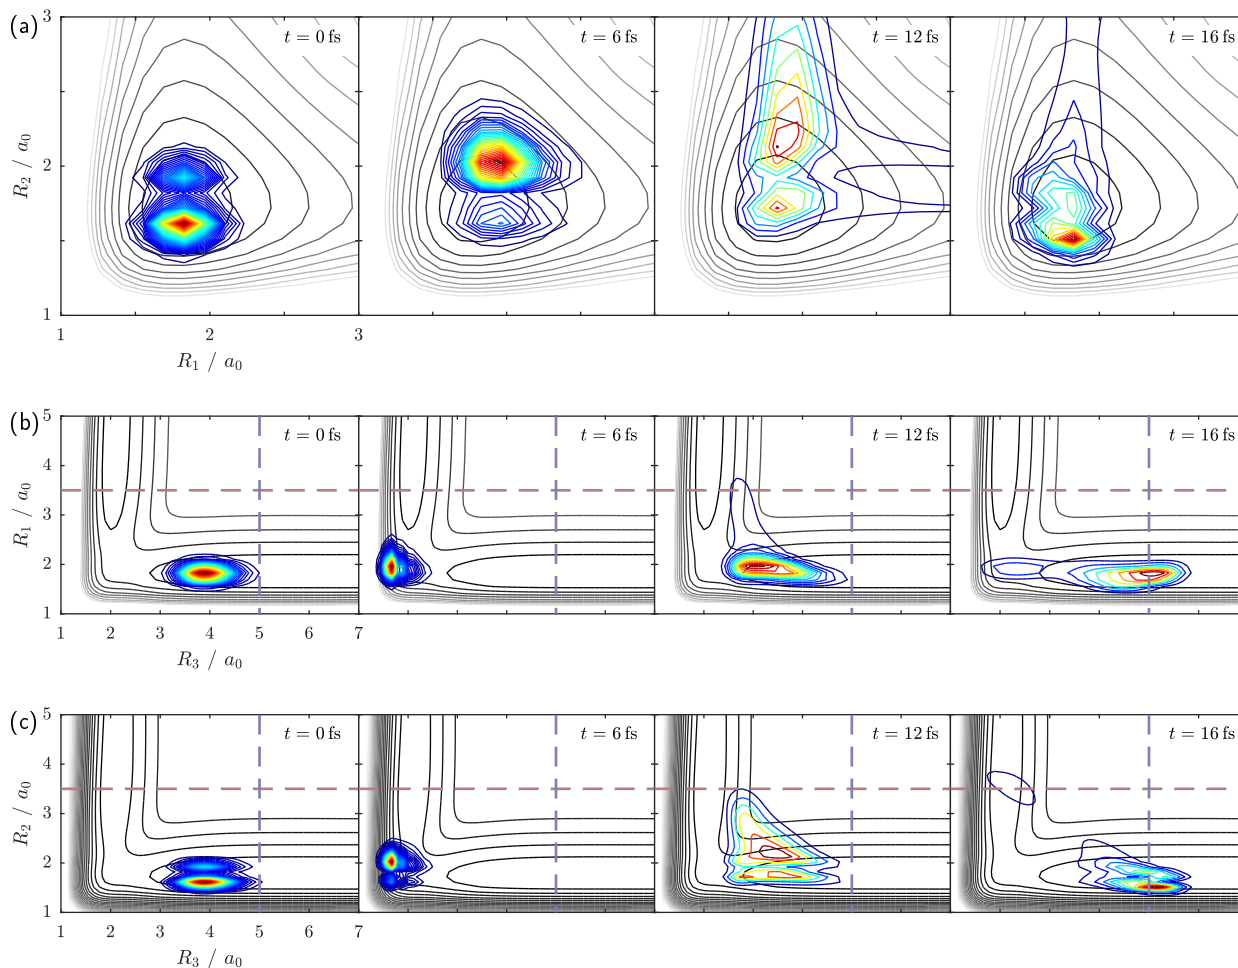 (a)
3
2
1
R₂ / a₀
t = 0 fs
t = 6 fs
t = 12 fs
t = 16 fs
1 2 3
R₁ / a₀
(b)
5
4
3
2
1
R₁ / a₀
t = 0 fs
t = 6 fs
t = 12 fs
t = 16 fs
1 2 3 4 5 6 7
R₃ / a₀
(c)
5
4
3
2
1
R₂ / a₀
t = 0 fs
t = 6 fs
t = 12 fs
t = 16 fs
1 2 3 4 5 6 7
R₃ / a₀